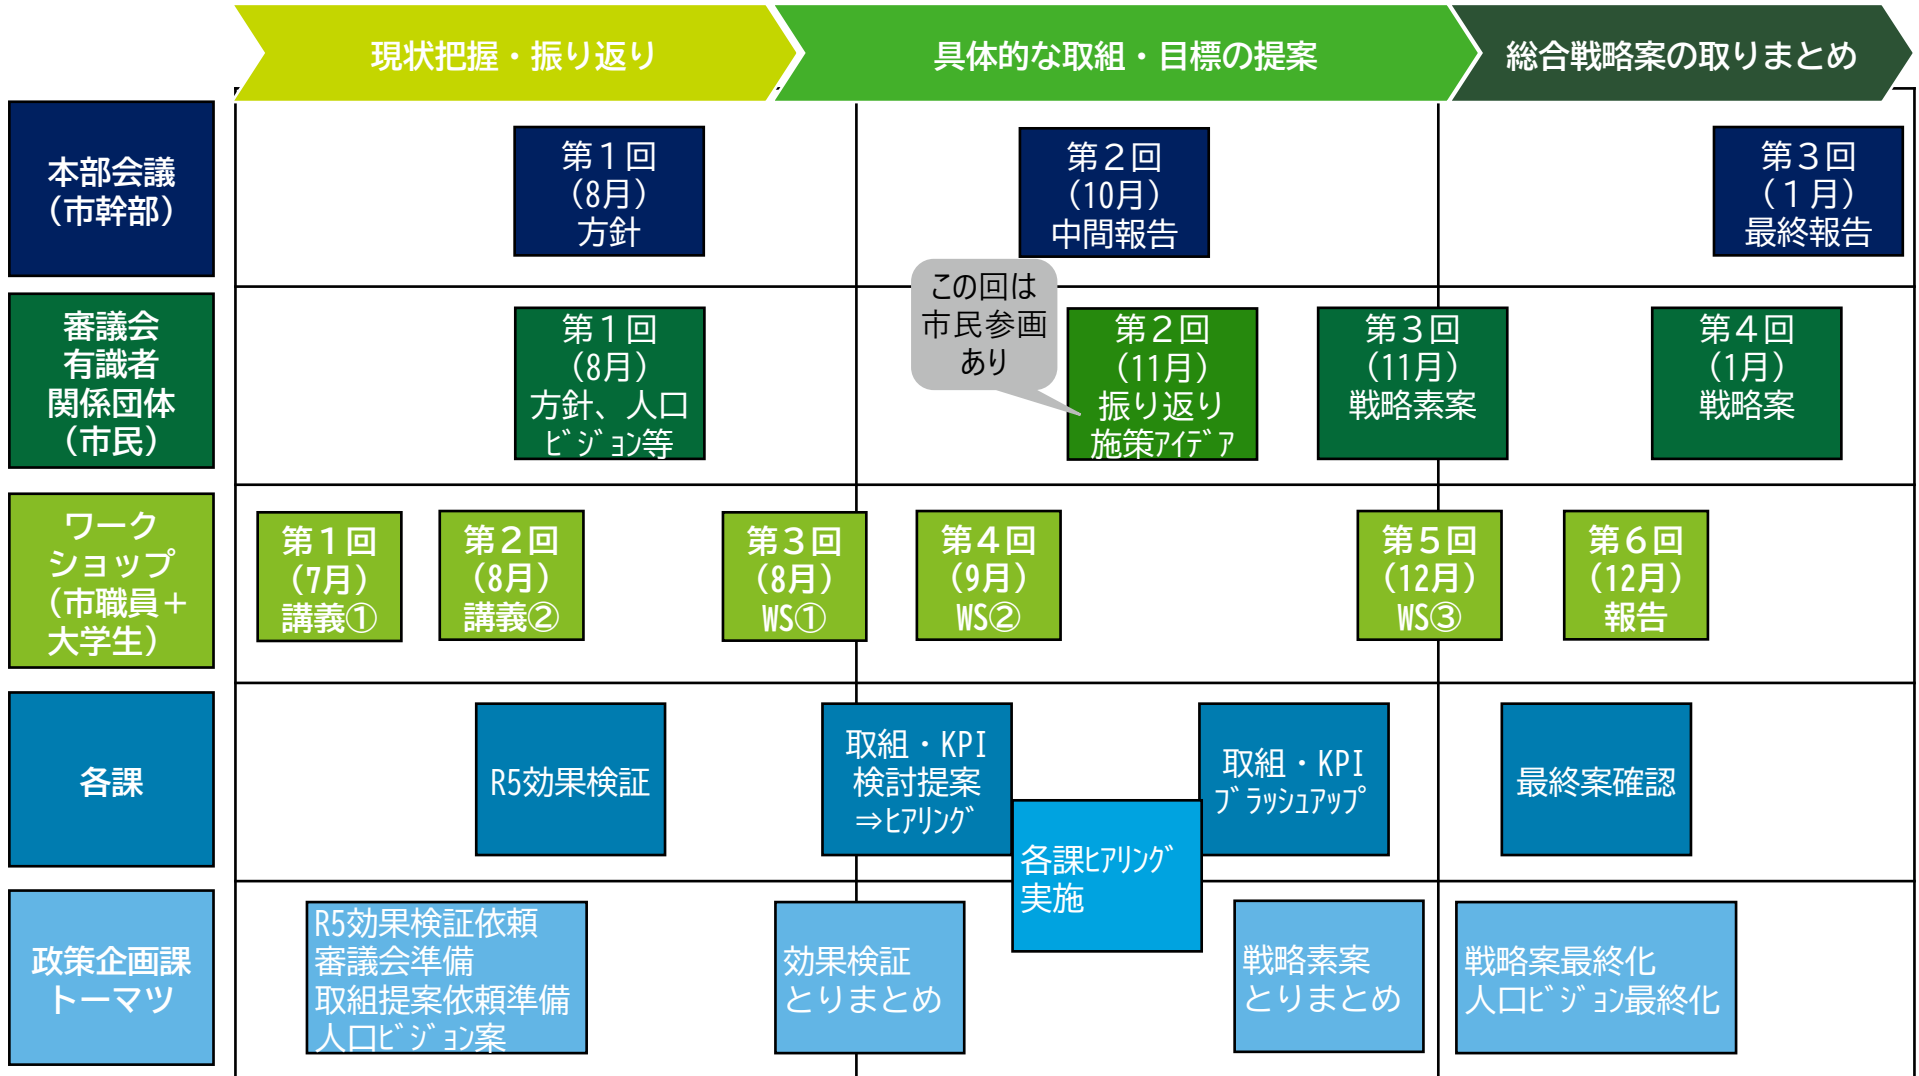 現状把握・振り返り
具体的な取組・目標の提案
総合戦略案の取りまとめ
本部会議
（市幹部）
第１回
（8月）
方針
第２回
（10月）
中間報告
第３回
（１月）
最終報告
審議会
有識者
関係団体
（市民）
第１回
（8月）
方針、人口
ﾋﾞｼﾞｮﾝ等
この回は
市民参画
あり
第２回
（11月）
振り返り
施策ｱｲﾃﾞｱ
第３回
（11月）
戦略素案
第４回
（1月）
戦略案
ワーク
ショップ
（市職員＋
大学生）
第１回
（7月）
講義①
第２回
（8月）
講義②
第３回
（8月）
WS①
第４回
（9月）
WS②
第５回
（12月）
WS③
第６回
（12月）
報告
各課
R5効果検証
取組・KPI
検討提案
⇒ﾋｱﾘﾝｸﾞ
各課ﾋｱﾘﾝｸﾞ
実施
取組・KPI
ﾌﾞﾗｯｼｭｱｯﾌﾟ
最終案確認
政策企画課
トーマツ
R5効果検証依頼
審議会準備
取組提案依頼準備
人口ﾋﾞｼﾞｮﾝ案
効果検証
とりまとめ
戦略素案
とりまとめ
戦略案最終化
人口ﾋﾞｼﾞｮﾝ最終化